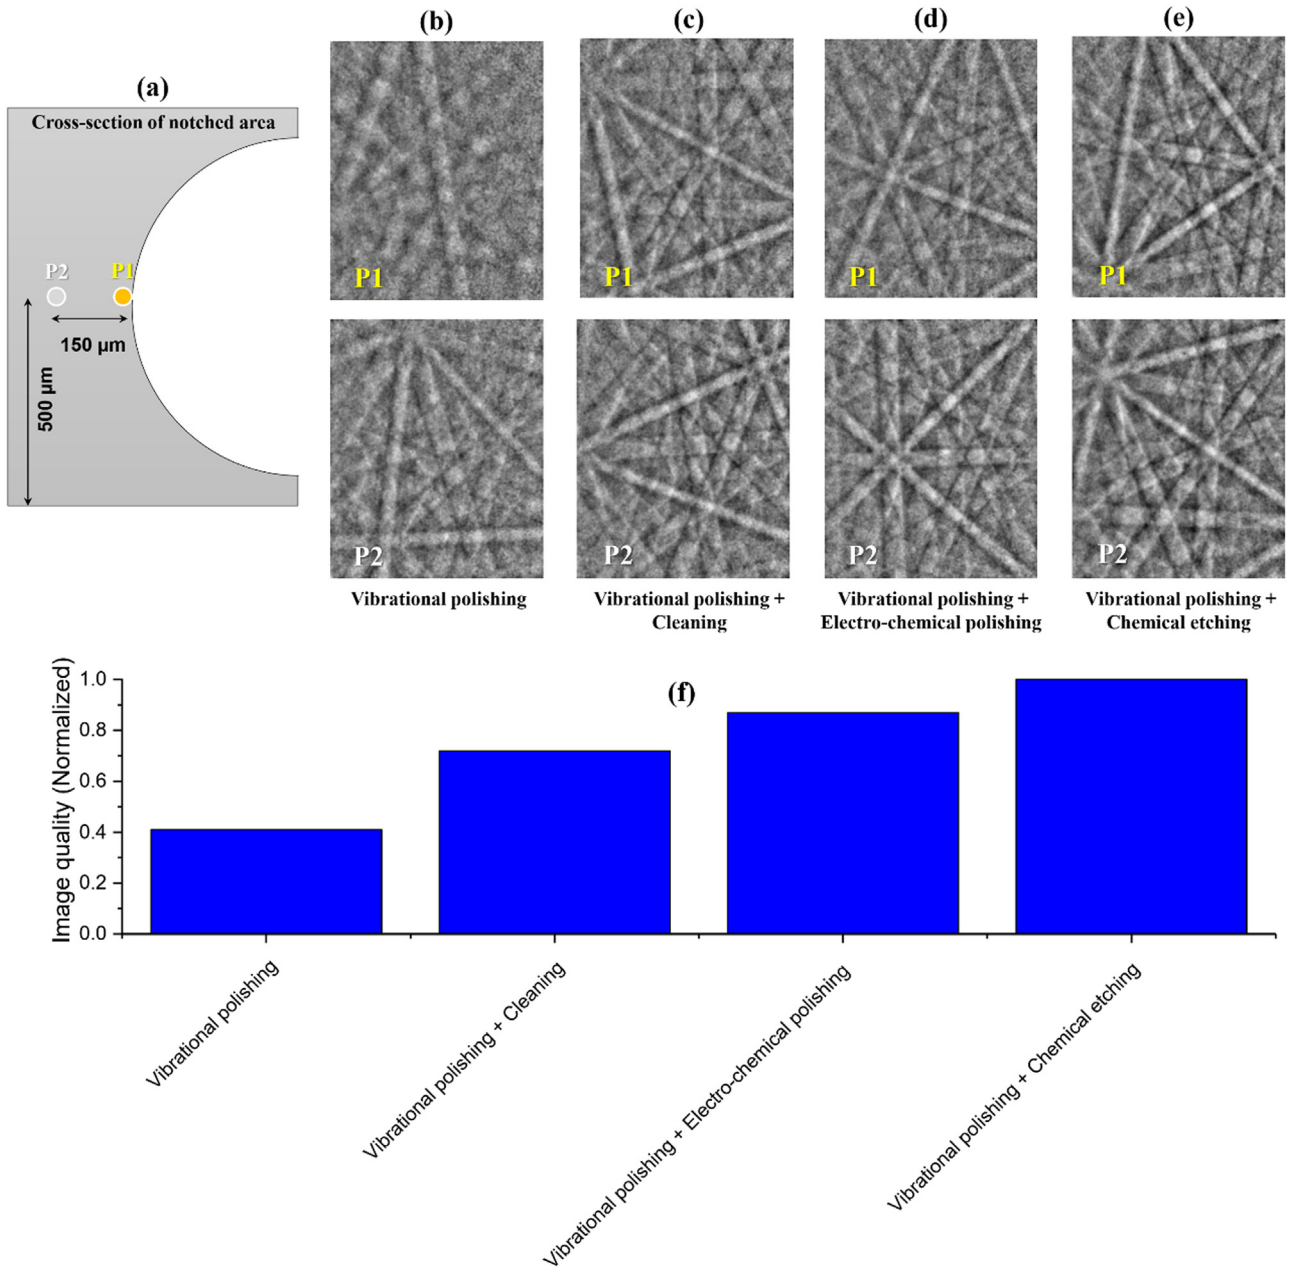 (a)
Cross-section of notched area
P2
P1
150 µm
500 µm
(b)
(c)
(d)
(e)
P1
P1
P1
P1
P2
P2
P2
P2
Vibrational polishing
Vibrational polishing +
Cleaning
Vibrational polishing +
Electro-chemical polishing
Vibrational polishing +
Chemical etching
(f)
Image quality (Normalized)
1.0
0.8
0.6
0.4
0.2
0.0
Vibrational polishing
Vibrational polishing + Cleaning
Vibrational polishing + Electro-chemical polishing
Vibrational polishing + Chemical etching